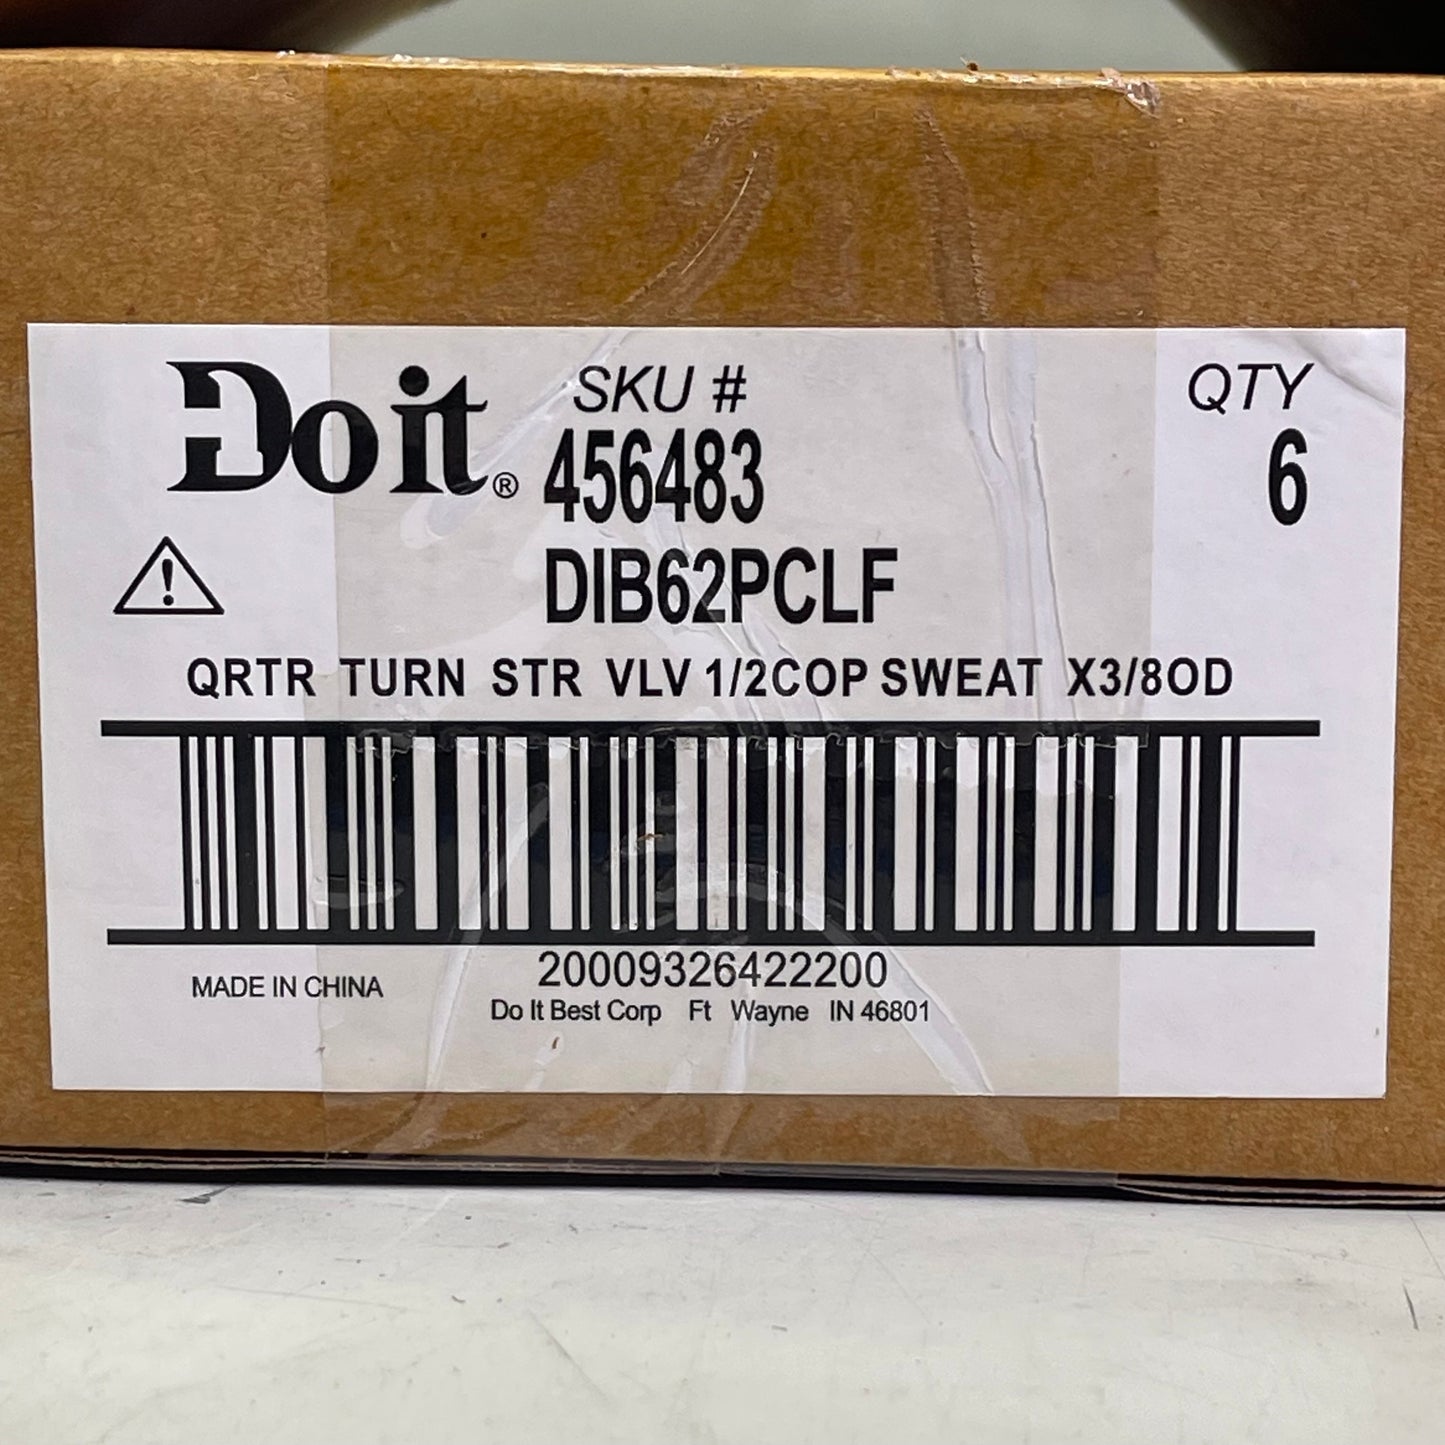 Do it® SKU # QTY
456483 6
DIB62PCLF
QRTR TURN STR VLV 1/2COP SWEAT X3/8OD
20009326422200
MADE IN CHINA
Do It Best Corp Ft Wayne IN 46801